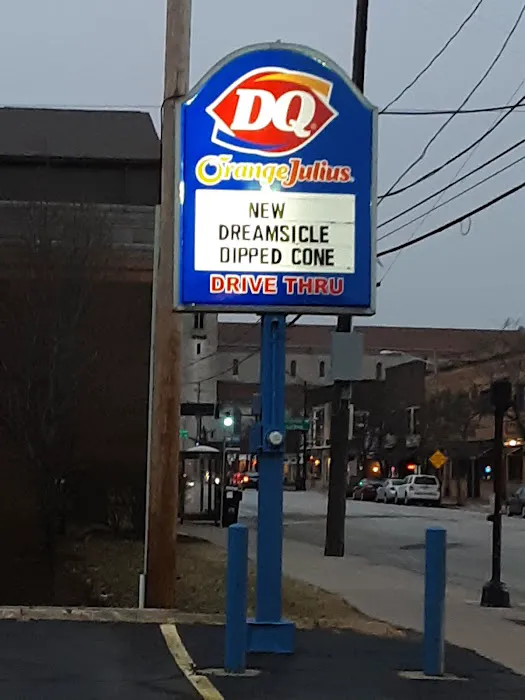 DQ
Orange Julius
NEW
DREAMSICLE
DIPPED CONE
DRIVE THRU